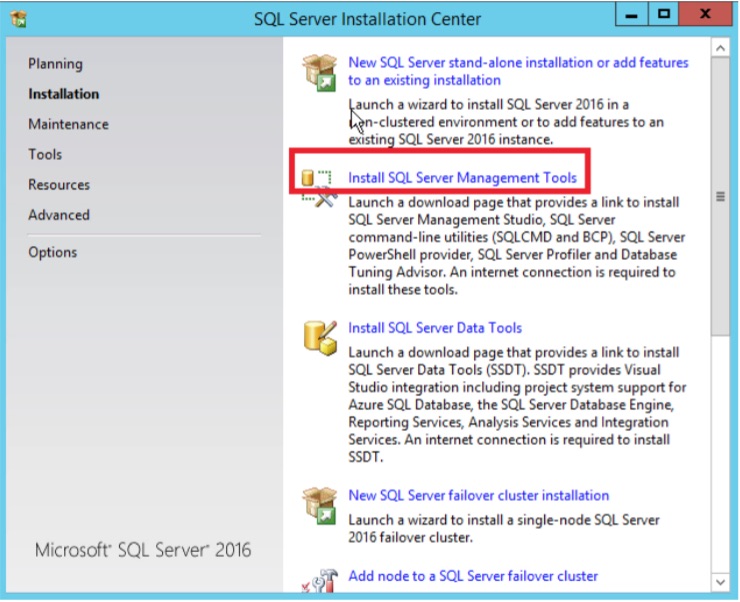 SQL Server Installation Center
Planning
Installation
Maintenance
Tools
Resources
Advanced
Options
Microsoft® SQL Server® 2016
New SQL Server stand-alone installation or add features
to an existing installation
Launch a wizard to install SQL Server 2016 in a
non-clustered environment or to add features to an
existing SQL Server 2016 instance.
Install SQL Server Management Tools
Launch a download page that provides a link to install
SQL Server Management Studio, SQL Server
command-line utilities (SQLCMD and BCP), SQL Server
PowerShell provider, SQL Server Profiler and Database
Tuning Advisor. An internet connection is required to
install these tools.
Install SQL Server Data Tools
Launch a download page that provides a link to install
SQL Server Data Tools (SSDT). SSDT provides Visual
Studio integration including project system support for
Azure SQL Database, the SQL Server Database Engine,
Reporting Services, Analysis Services and Integration
Services. An internet connection is required to install
SSDT.
New SQL Server failover cluster installation
Launch a wizard to install a single-node SQL Server
2016 failover cluster.
Add node to a SQL Server failover cluster